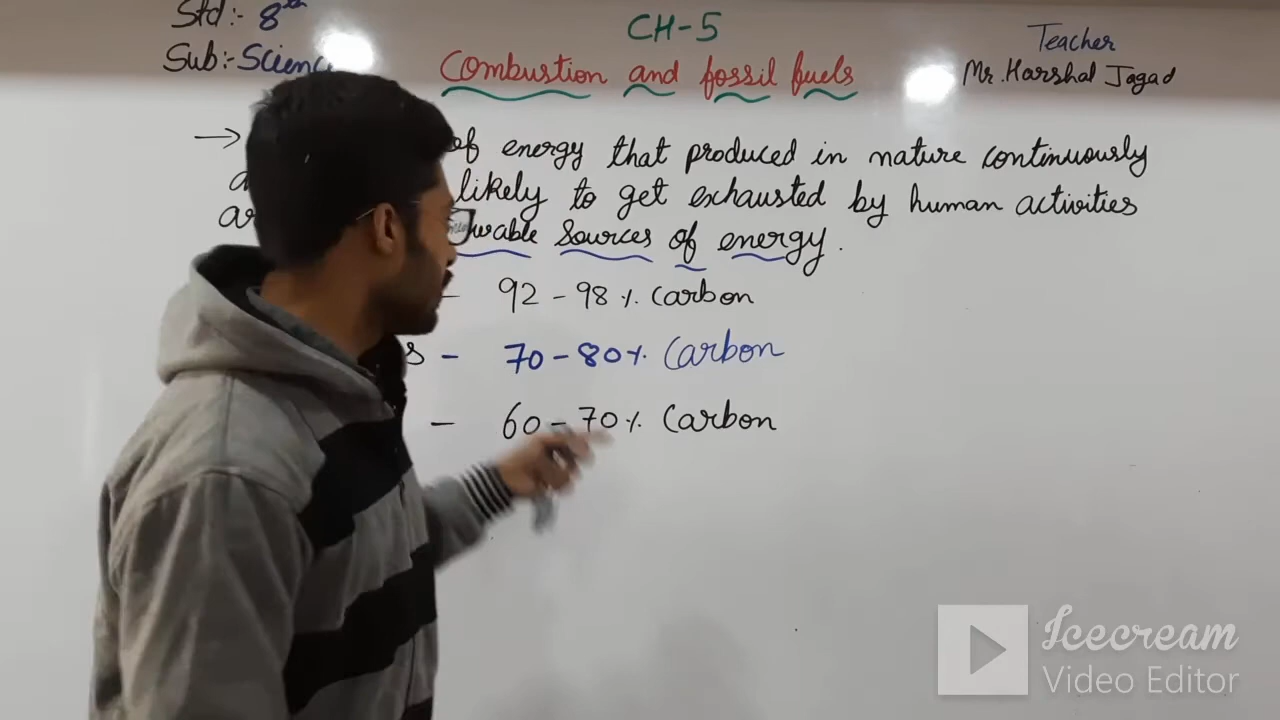 Std:- 8th
Sub:- Science
CH-5
Combustion and fossil fuels
Teacher
Mr. Harshal Jagad
→ of energy that produced in nature continuously
likely to get exhausted by human activities
Sources of energy.
- 92-98% Carbon
s - 70-80% Carbon
- 60-70% Carbon
Icecream
Video Editor